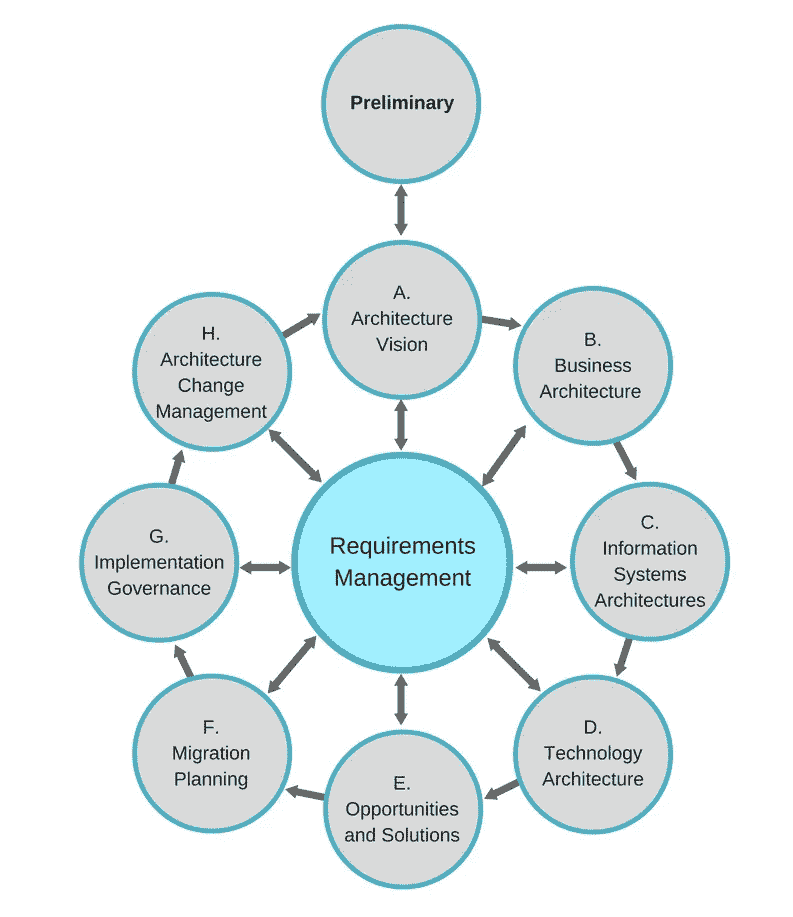 Preliminary
A.
Architecture
Vision
B.
Business
Architecture
C.
Information
Systems
Architectures
D.
Technology
Architecture
E.
Opportunities
and Solutions
F.
Migration
Planning
G.
Implementation
Governance
H.
Architecture
Change
Management
Requirements
Management